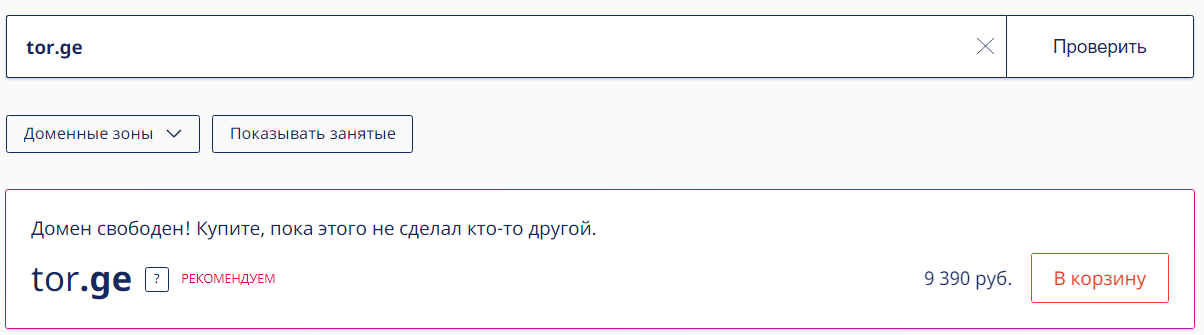 tor.ge
Проверить
Доменные зоны
Показывать занятые
Домен свободен! Купите, пока этого не сделал кто-то другой.
tor.ge ? РЕКОМЕНДУЕМ 9 390 руб. В корзину